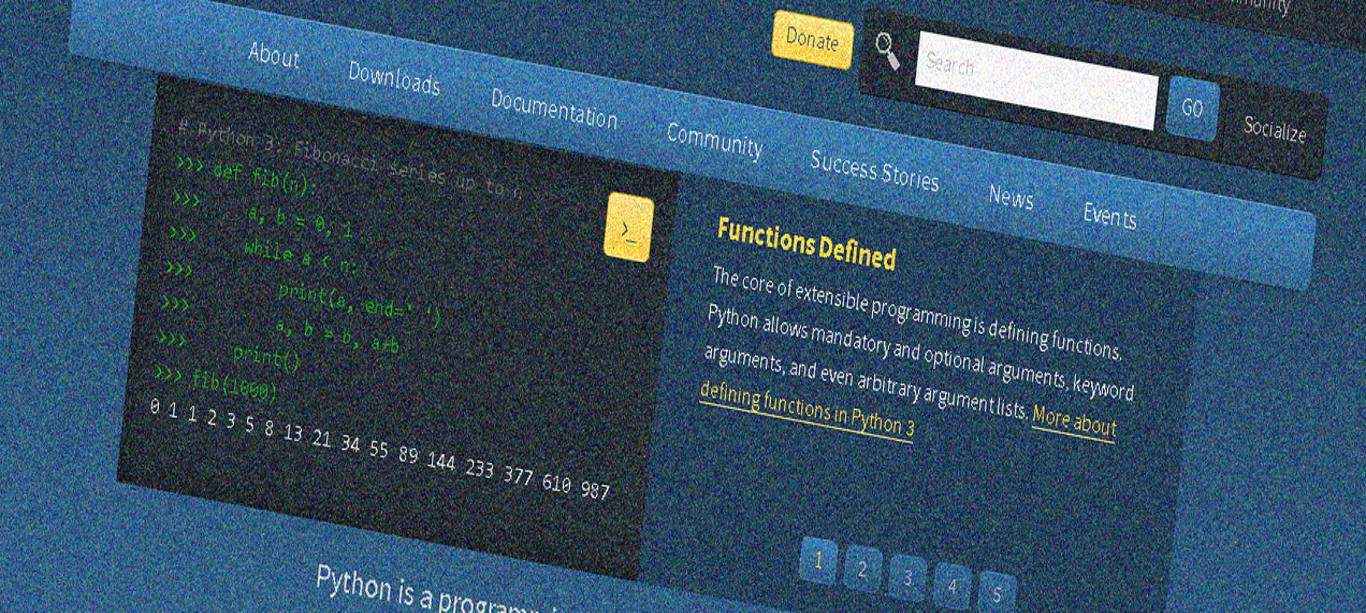 Donate
Search
GO
Socialize
About
Downloads
Documentation
Community
Success Stories
News
Events
# Python 3: Fibonacci series up to n
>>> def fib(n):
>>>     a, b = 0, 1
>>>     while a < n:
>>>         print(a, end=' ')
>>>         a, b = b, a+b
>>>     print()
>>> fib(1000)
0 1 1 2 3 5 8 13 21 34 55 89 144 233 377 610 987
>_
Functions Defined
The core of extensible programming is defining functions.
Python allows mandatory and optional arguments, keyword
arguments, and even arbitrary argument lists. More about
defining functions in Python 3
1
2
3
4
5
Python is a